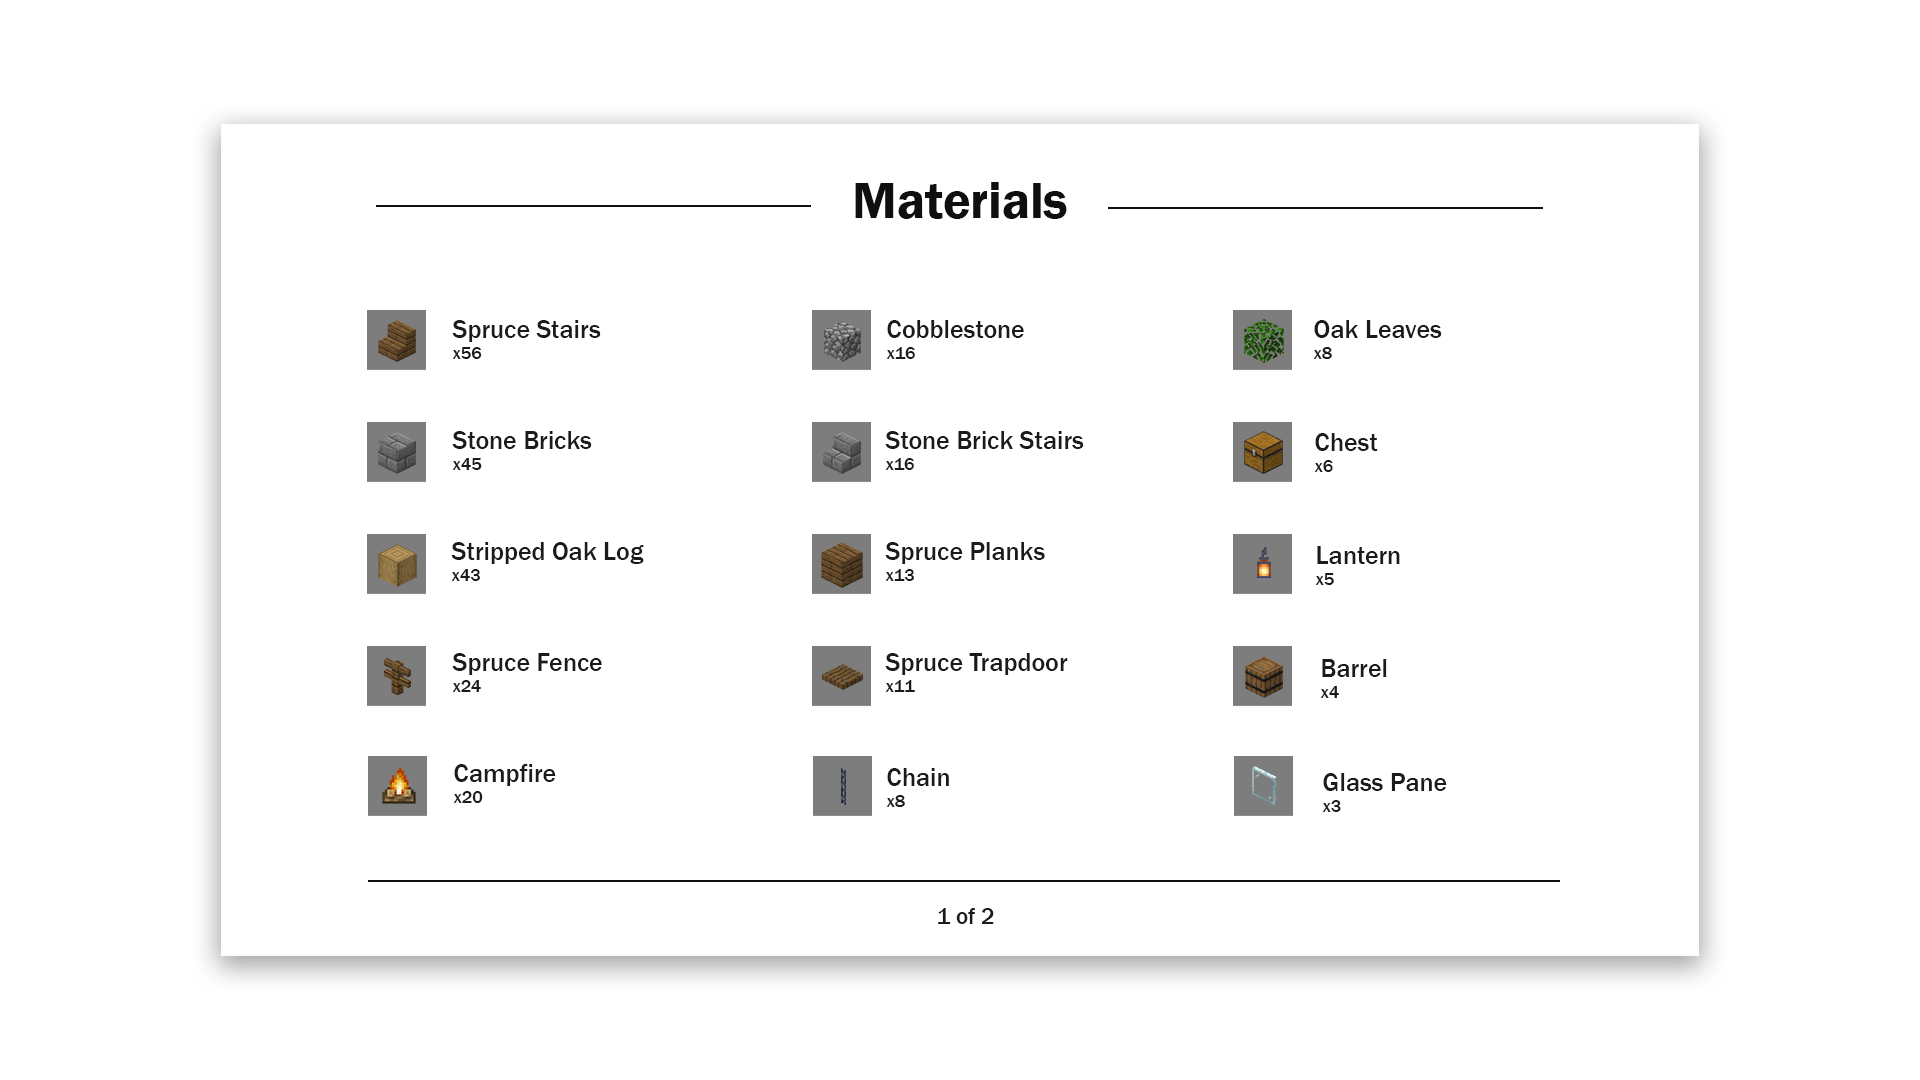 Materials
Spruce Stairs
x56
Stone Bricks
x45
Stripped Oak Log
x43
Spruce Fence
x24
Campfire
x20
Cobblestone
x16
Stone Brick Stairs
x16
Spruce Planks
x13
Spruce Trapdoor
x11
Chain
x8
Oak Leaves
x8
Chest
x6
Lantern
x5
Barrel
x4
Glass Pane
x3
1 of 2